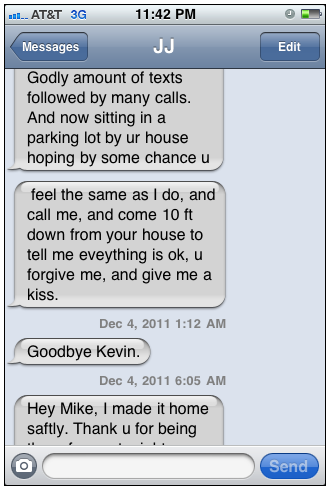 AT&T 3G 11:42 PM
Messages JJ Edit
Godly amount of texts
followed by many calls.
And now sitting in a
parking lot by ur house
hoping by some chance u
feel the same as I do, and
call me, and come 10 ft
down from your house to
tell me eveything is ok, u
forgive me, and give me a
kiss.
Dec 4, 2011 1:12 AM
Goodbye Kevin.
Dec 4, 2011 6:05 AM
Hey Mike, I made it home
saftly. Thank u for being
Send